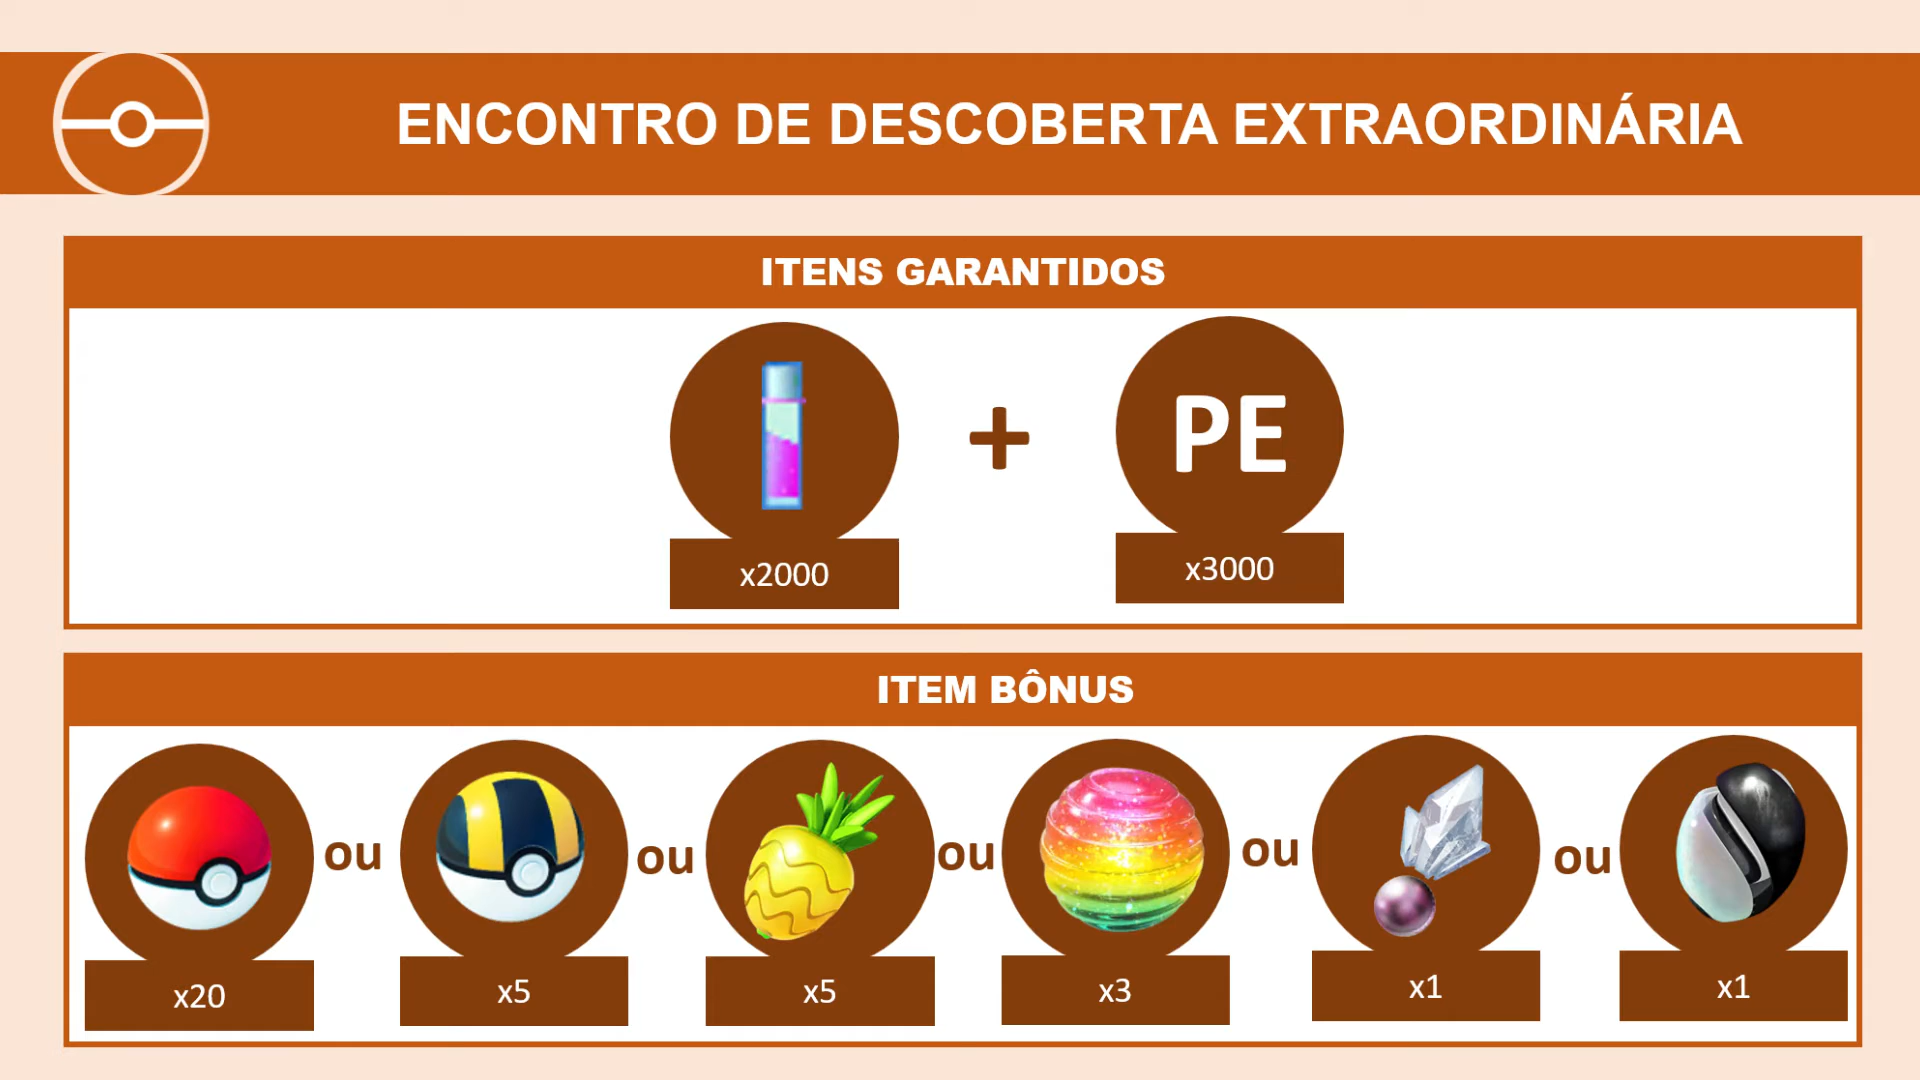 ENCONTRO DE DESCOBERTA EXTRAORDINÁRIA
ITENS GARANTIDOS
+ PE
x2000 x3000
ITEM BÔNUS
ou ou ou ou ou
x20 x5 x5 x3 x1 x1